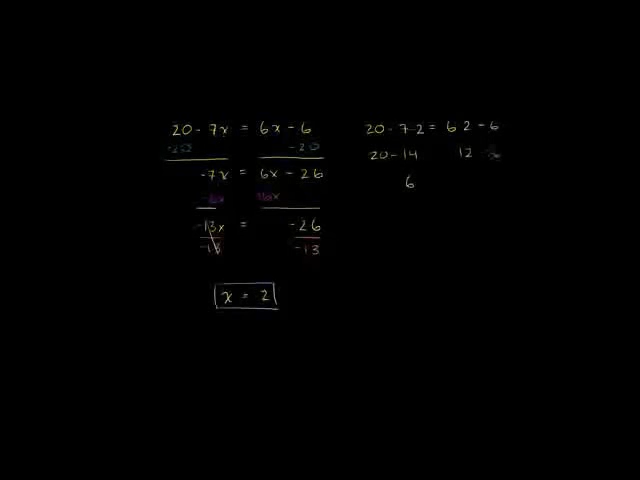 20 - 7x = 6x - 6
-20 -20
-7x = 6x - 26
-6x -6x
-13x = -26
-13 -13
x = 2
20 - 7 2 = 6 2 - 6
20 - 14 12
6